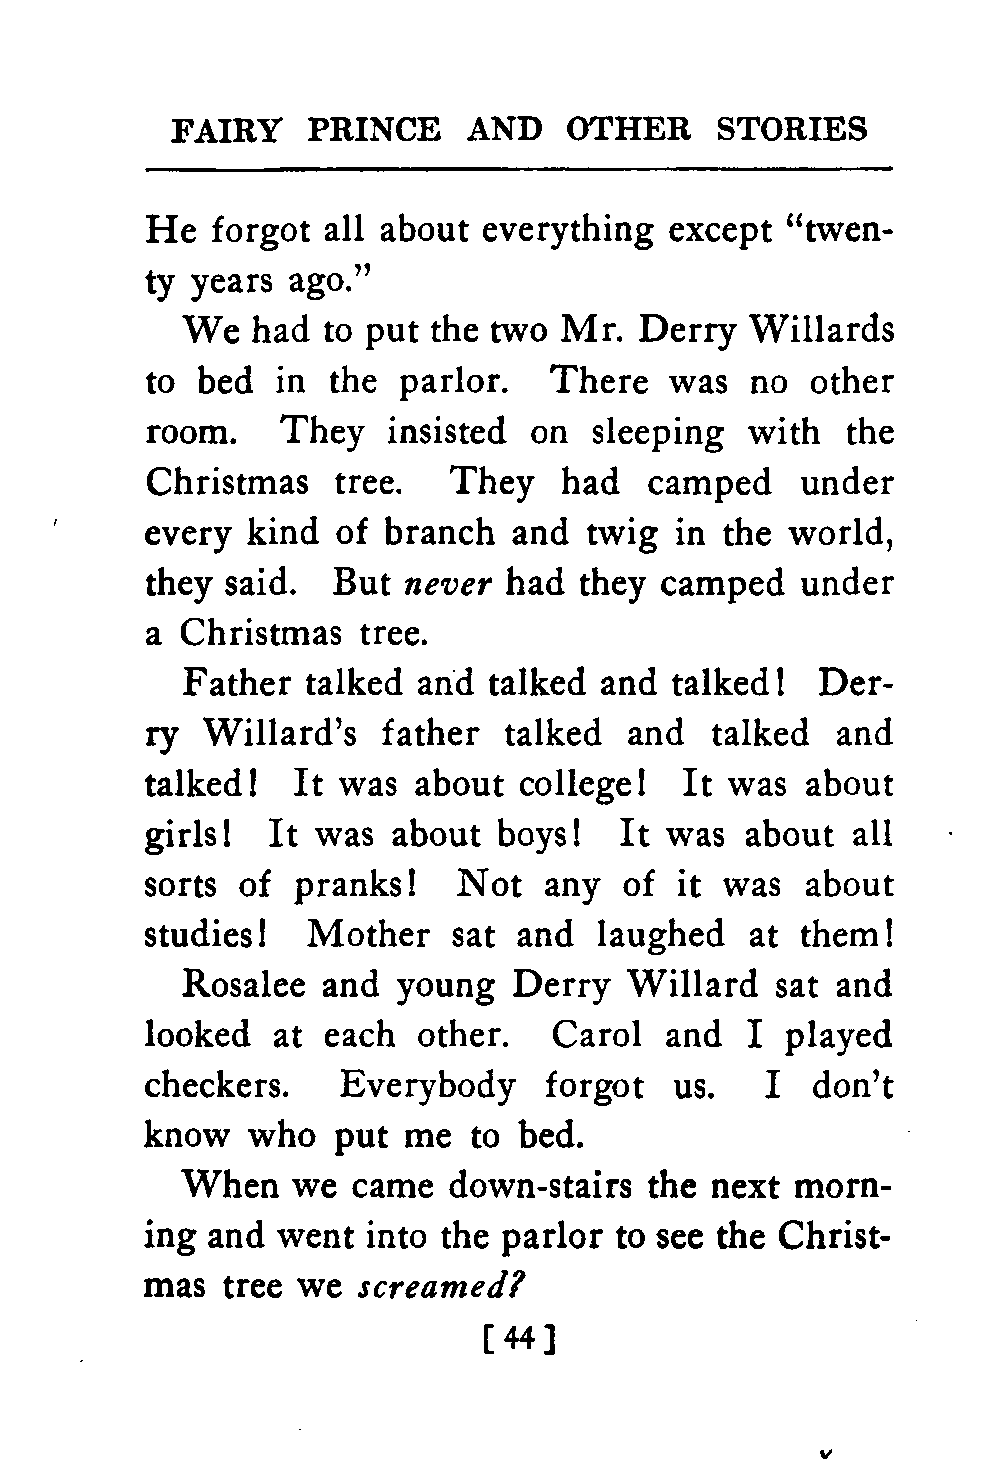 FAIRY PRINCE AND OTHER STORIES
He forgot all about everything except “twen-
ty years ago.”
We had to put the two Mr. Derry Willards
to bed in the parlor. There was no other
room. They insisted on sleeping with the
Christmas tree. They had camped under
every kind of branch and twig in the world,
they said. But never had they camped under
a Christmas tree.
Father talked and talked and talked! Der-
ry Willard’s father talked and talked and
talked! It was about college! It was about
girls! It was about boys! It was about all
sorts of pranks! Not any of it was about
studies! Mother sat and laughed at them!
Rosalee and young Derry Willard sat and
looked at each other. Carol and I played
checkers. Everybody forgot us. I don’t
know who put me to bed.
When we came down-stairs the next morn-
ing and went into the parlor to see the Christ-
mas tree we screamed?
[ 44 ]